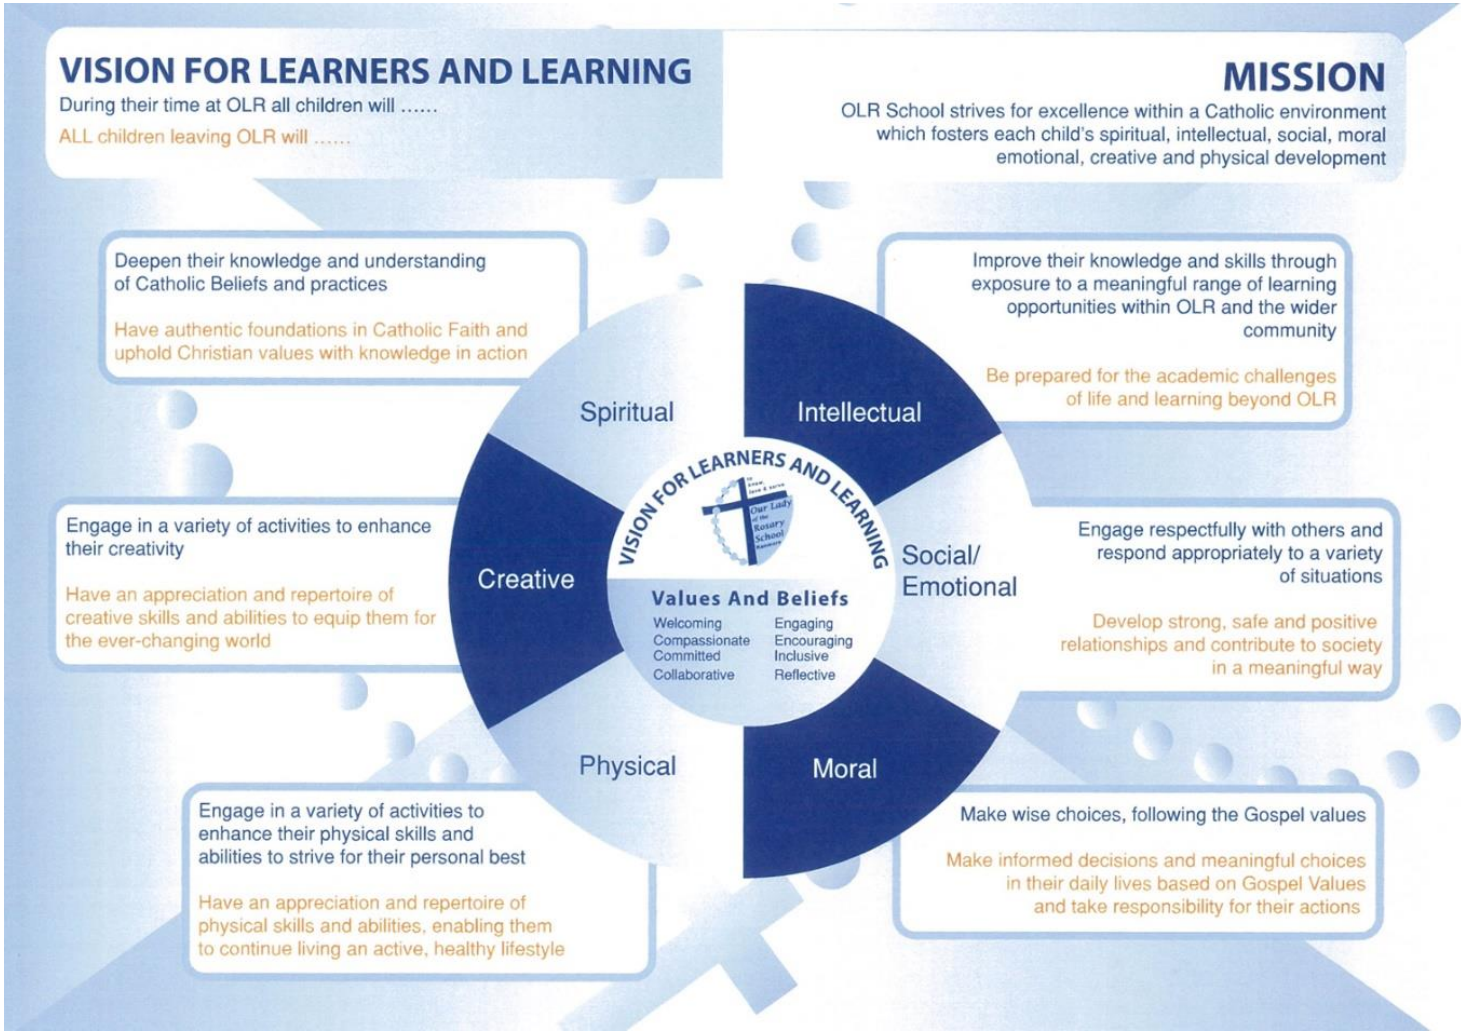 VISION FOR LEARNERS AND LEARNING
During their time at OLR all children will ......
ALL children leaving OLR will ......
MISSION
OLR School strives for excellence within a Catholic environment
which fosters each child's spiritual, intellectual, social, moral
emotional, creative and physical development
Deepen their knowledge and understanding
of Catholic Beliefs and practices
Have authentic foundations in Catholic Faith and
uphold Christian values with knowledge in action
Improve their knowledge and skills through
exposure to a meaningful range of learning
opportunities within OLR and the wider
community
Be prepared for the academic challenges
of life and learning beyond OLR
Spiritual
Intellectual
Engage in a variety of activities to enhance
their creativity
Have an appreciation and repertoire of
creative skills and abilities to equip them for
the ever-changing world
Creative
VISION FOR LEARNERS AND LEARNING
to
know,
love & serve
Our Lady
of the
Rosary
School
Kenmore
Values And Beliefs
Welcoming
Compassionate
Committed
Collaborative
Engaging
Encouraging
Inclusive
Reflective
Social/
Emotional
Engage respectfully with others and
respond appropriately to a variety
of situations
Develop strong, safe and positive
relationships and contribute to society
in a meaningful way
Physical
Moral
Engage in a variety of activities to
enhance their physical skills and
abilities to strive for their personal best
Have an appreciation and repertoire of
physical skills and abilities, enabling them
to continue living an active, healthy lifestyle
Make wise choices, following the Gospel values
Make informed decisions and meaningful choices
in their daily lives based on Gospel Values
and take responsibility for their actions